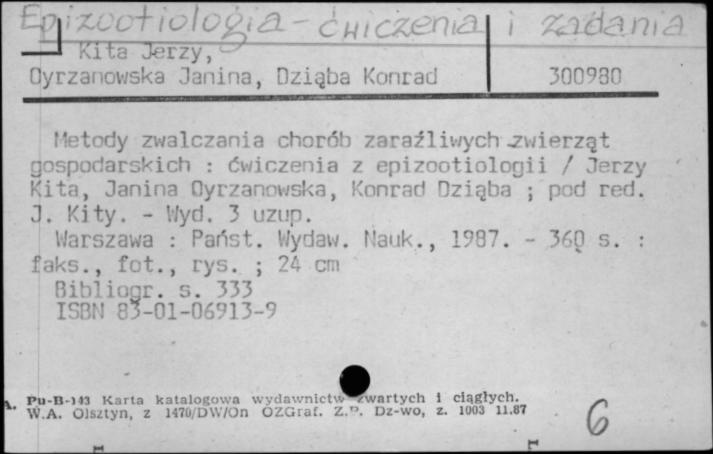 Epizootiologia - ćwiczenia i zadania
Kita Jerzy,
Oyrzanowska Janina, Dziąba Konrad 300980
Metody zwalczania chorób zaraźliwych zwierząt
gospodarskich : ćwiczenia z epizootiologii / Jerzy
Kita, Janina Oyrzanowska, Konrad Dziąba ; pod red.
J. Kity. - Wyd. 3 uzup.
Warszawa : Państ. Wydaw. Nauk., 1987. - 360 s. :
faks., fot., rys. ; 24 cm
Bibliogr. s. 333
ISBN 83-01-06913-9
Pu-B-143 Karta katalogowa wydawnictw zwartych i ciągłych.
W.A. Olsztyn, z 1470/DW/On OZGraf. Z.P. Dz-wo, z. 1003 11.87
6